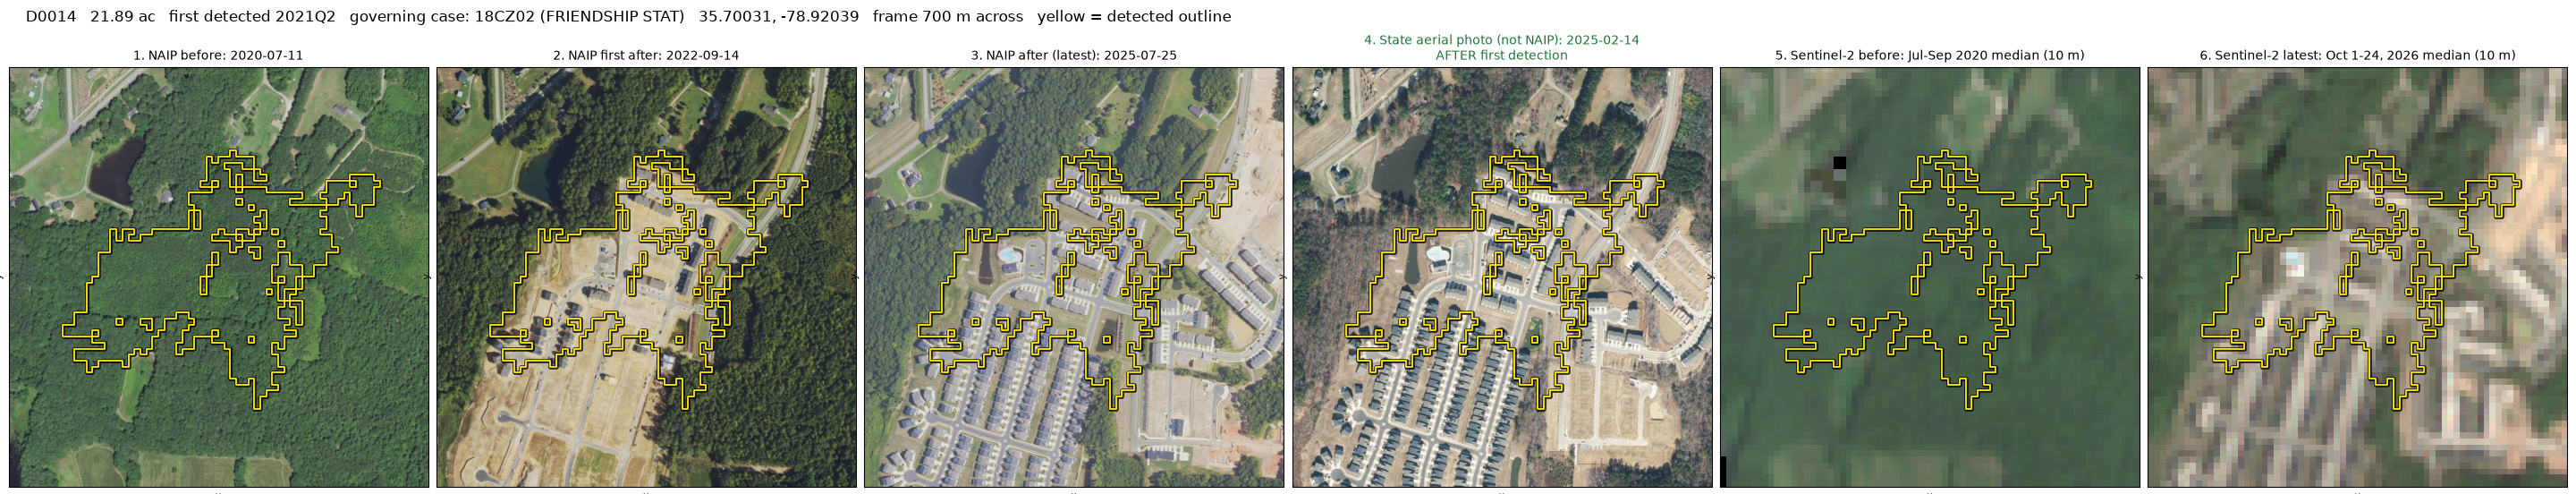 D0014   21.89 ac   first detected 2021Q2   governing case: 18CZ02 (FRIENDSHIP STAT)   35.70031, -78.92039   frame 700 m across   yellow = detected outline
1. NAIP before: 2020-07-11
2. NAIP first after: 2022-09-14
3. NAIP after (latest): 2025-07-25
4. State aerial photo (not NAIP): 2025-02-14
AFTER first detection
5. Sentinel-2 before: Jul-Sep 2020 median (10 m)
6. Sentinel-2 latest: Oct 1-24, 2026 median (10 m)